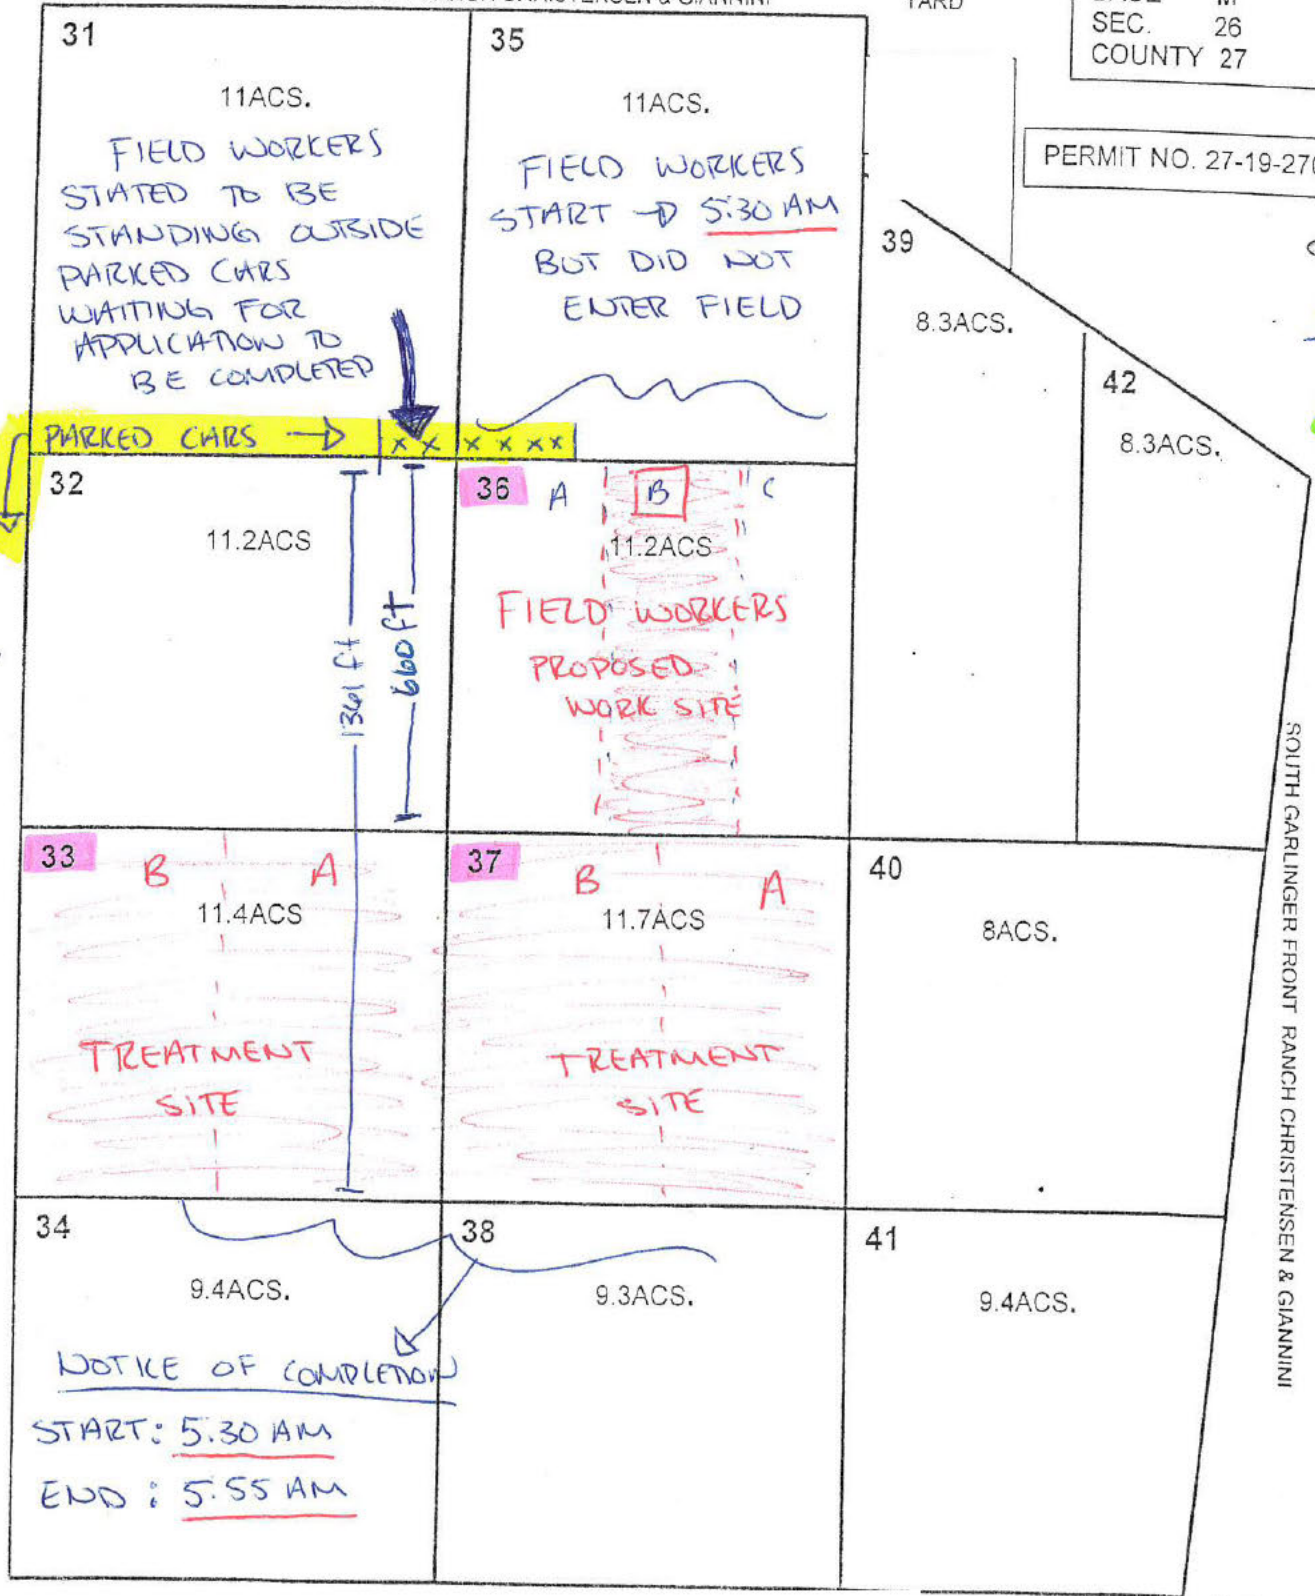 YARD
SEC. 26
COUNTY 27
PERMIT NO. 27-19-270
31
11ACS.
FIELD WORKERS
STATED TO BE
STANDING OUTSIDE
PARKED CARS
WAITING FOR
APPLICATION TO
BE COMPLETED
PARKED CARS →
x x x x x x
35
11ACS.
FIELD WORKERS
START → 5:30 AM
BUT DID NOT
ENTER FIELD
39
8.3ACS.
42
8.3ACS.
32
11.2ACS
1361 ft
660 ft
36 A B C
11.2ACS
FIELD WORKERS
PROPOSED
WORK SITE
33
B A
11.4ACS
TREATMENT
SITE
37
B A
11.7ACS
TREATMENT
SITE
40
8ACS.
34
9.4ACS.
NOTICE OF COMPLETION
START: 5:30 AM
END: 5:55 AM
38
9.3ACS.
41
9.4ACS.
SOUTH GARLINGER FRONT RANCH CHRISTENSEN & GIANNINI